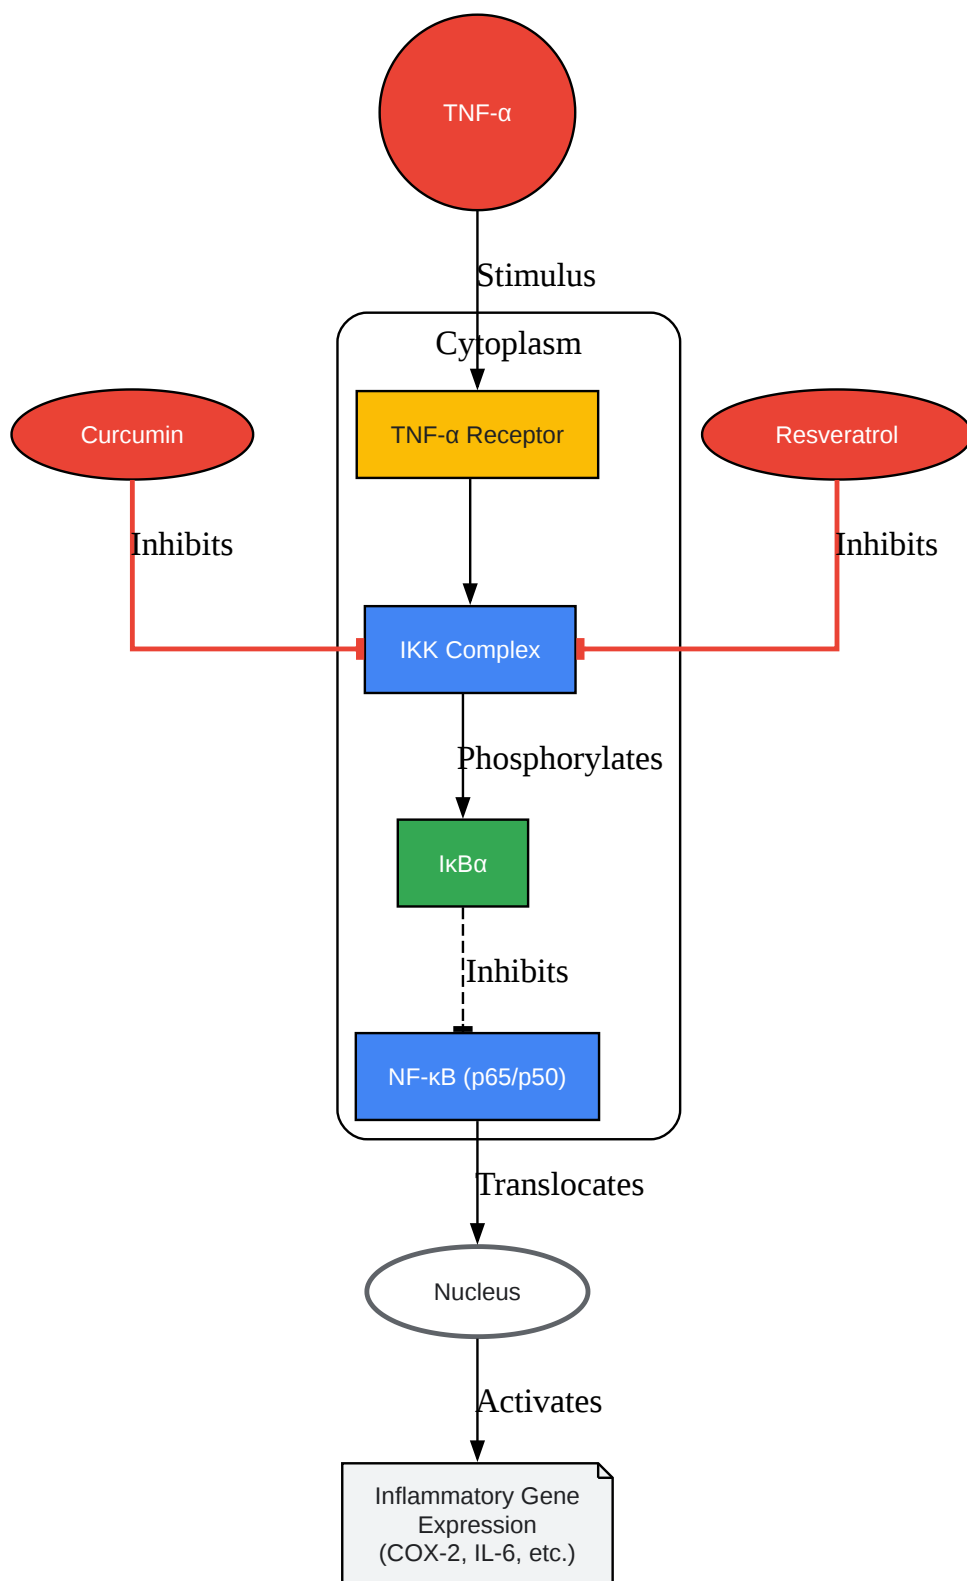 TNF-α
Stimulus
Cytoplasm
Curcumin
TNF-α Receptor
Resveratrol
Inhibits
Inhibits
IKK Complex
Phosphorylates
IκBα
Inhibits
NF-κB (p65/p50)
Translocates
Nucleus
Activates
Inflammatory Gene
Expression
(COX-2, IL-6, etc.)